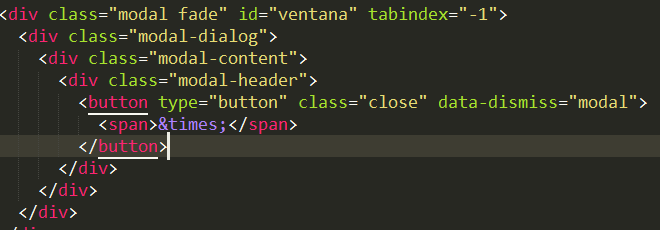 <div class="modal fade" id="ventana" tabindex="-1">
<div class="modal-dialog">
<div class="modal-content">
<div class="modal-header">
<button type="button" class="close" data-dismiss="modal">
<span>&times;</span>
</button>
</div>
</div>
</div>
</div>